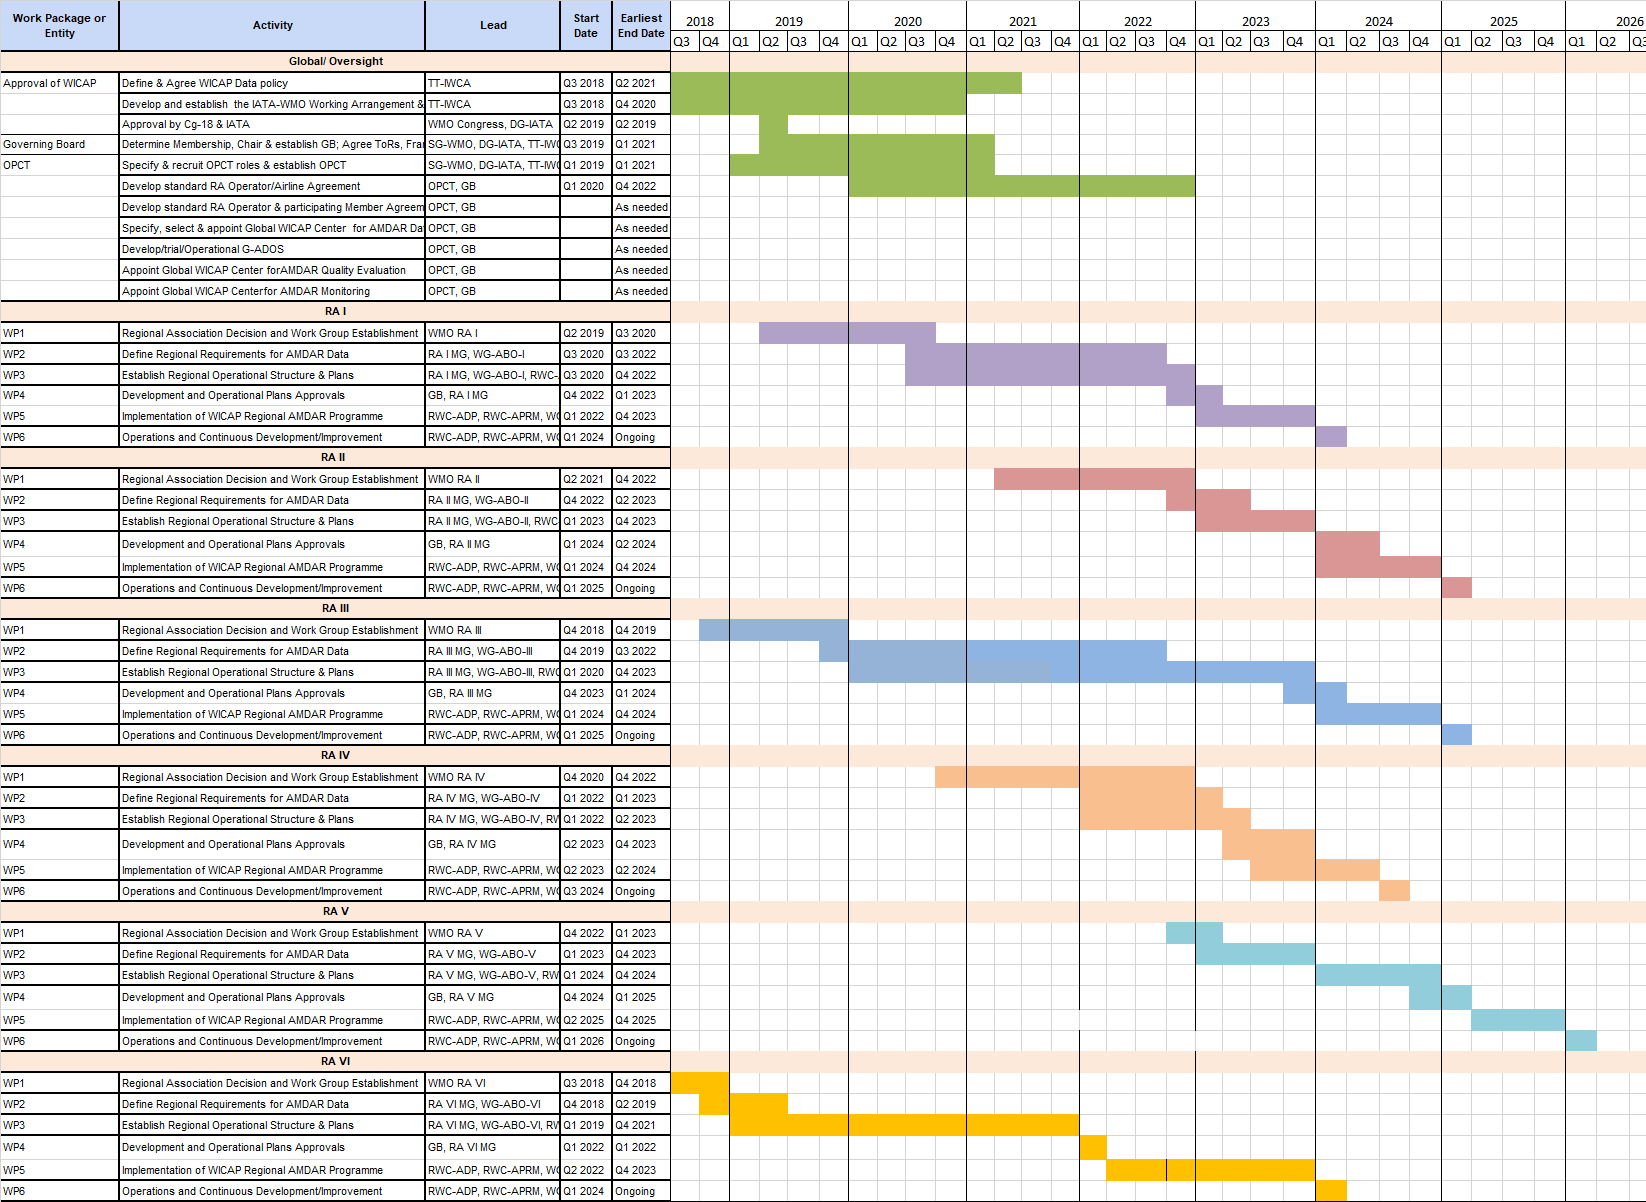 Work Package or Entity Activity Lead Start Date Earliest End Date 2018 2019 2020 2021 2022 2023 2024 2025 2026
Q3 Q4 Q1 Q2 Q3 Q4 Q1 Q2 Q3 Q4 Q1 Q2 Q3 Q4 Q1 Q2 Q3 Q4 Q1 Q2 Q3 Q4 Q1 Q2 Q3 Q4 Q1 Q2 Q3 Q4 Q1 Q2 Q3
Global/ Oversight
Approval of WICAP Define & Agree WICAP Data policy TT-IWCA Q3 2018 Q2 2021
Develop and establish the IATA-WMO Working Arrangement & TT-IWCA Q3 2018 Q4 2020
Approval by Cg-18 & IATA WMO Congress, DG-IATA Q2 2019 Q2 2019
Governing Board Determine Membership, Chair & establish GB; Agree ToRs, SG-WMO, DG-IATA, Q3 2019 Q1 2021
OPCT Specify & recruit OPCT roles & establish OPCT SG-WMO, DG-IATA, Q1 2019 Q1 2021
Develop standard RA Operator/Airline Agreement OPCT, GB Q1 2020 Q4 2022
Develop standard RA Operator & participating Member Agreem OPCT, GB As needed
Specify, select & appoint Global WICAP Center for AMDAR Da OPCT, GB As needed
Develop/trial/Operational G-ADOS OPCT, GB As needed
Appoint Global WICAP Center forAMDAR Quality Evaluation OPCT, GB As needed
Appoint Global WICAP Centerfor AMDAR Monitoring OPCT, GB As needed
RA I
WP1 Regional Association Decision and Work Group Establishment WMO RA I Q2 2019 Q3 2020
WP2 Define Regional Requirements for AMDAR Data RA I MG, WG-ABO-I Q3 2020 Q3 2022
WP3 Establish Regional Operational Structure & Plans RA I MG, WG-ABO-I, RWC- Q3 2020 Q4 2022
WP4 Development and Operational Plans Approvals GB, RA I MG Q4 2022 Q1 2023
WP5 Implementation of WICAP Regional AMDAR Programme RWC-ADP, RWC-APRM, Q1 2022 Q4 2023
WP6 Operations and Continuous Development/Improvement RWC-ADP, RWC-APRM, Q1 2024 Ongoing
RA II
WP1 Regional Association Decision and Work Group Establishment WMO RA II Q2 2021 Q4 2022
WP2 Define Regional Requirements for AMDAR Data RA II MG, WG-ABO-II Q4 2022 Q2 2023
WP3 Establish Regional Operational Structure & Plans RA II MG, WG-ABO-II, RWC Q1 2023 Q4 2023
WP4 Development and Operational Plans Approvals GB, RA II MG Q1 2024 Q2 2024
WP5 Implementation of WICAP Regional AMDAR Programme RWC-ADP, RWC-APRM, Q1 2024 Q4 2024
WP6 Operations and Continuous Development/Improvement RWC-ADP, RWC-APRM, Q1 2025 Ongoing
RA III
WP1 Regional Association Decision and Work Group Establishment WMO RA III Q4 2018 Q4 2019
WP2 Define Regional Requirements for AMDAR Data RA III MG, WG-ABO-III Q4 2019 Q3 2022
WP3 Establish Regional Operational Structure & Plans RA III MG, WG-ABO-III, Q1 2020 Q4 2023
WP4 Development and Operational Plans Approvals GB, RA III MG Q4 2023 Q1 2024
WP5 Implementation of WICAP Regional AMDAR Programme RWC-ADP, RWC-APRM, Q1 2024 Q4 2024
WP6 Operations and Continuous Development/Improvement RWC-ADP, RWC-APRM, Q1 2025 Ongoing
RA IV
WP1 Regional Association Decision and Work Group Establishment WMO RA IV Q4 2020 Q4 2022
WP2 Define Regional Requirements for AMDAR Data RA IV MG, WG-ABO-IV Q1 2022 Q1 2023
WP3 Establish Regional Operational Structure & Plans RA IV MG, WG-ABO-IV, Q1 2022 Q2 2023
WP4 Development and Operational Plans Approvals GB, RA IV MG Q2 2023 Q4 2023
WP5 Implementation of WICAP Regional AMDAR Programme RWC-ADP, RWC-APRM, Q2 2023 Q2 2024
WP6 Operations and Continuous Development/Improvement RWC-ADP, RWC-APRM, Q3 2024 Ongoing
RA V
WP1 Regional Association Decision and Work Group Establishment WMO RA V Q4 2022 Q1 2023
WP2 Define Regional Requirements for AMDAR Data RA V MG, WG-ABO-V Q1 2023 Q4 2023
WP3 Establish Regional Operational Structure & Plans RA V MG, WG-ABO-V, Q1 2024 Q4 2024
WP4 Development and Operational Plans Approvals GB, RA V MG Q4 2024 Q1 2025
WP5 Implementation of WICAP Regional AMDAR Programme RWC-ADP, RWC-APRM, Q2 2025 Q4 2025
WP6 Operations and Continuous Development/Improvement RWC-ADP, RWC-APRM, Q1 2026 Ongoing
RA VI
WP1 Regional Association Decision and Work Group Establishment WMO RA VI Q3 2018 Q4 2018
WP2 Define Regional Requirements for AMDAR Data RA VI MG, WG-ABO-VI Q4 2018 Q2 2019
WP3 Establish Regional Operational Structure & Plans RA VI MG, WG-ABO-VI, Q1 2019 Q4 2021
WP4 Development and Operational Plans Approvals GB, RA VI MG Q1 2022 Q1 2022
WP5 Implementation of WICAP Regional AMDAR Programme RWC-ADP, RWC-APRM, Q2 2022 Q4 2023
WP6 Operations and Continuous Development/Improvement RWC-ADP, RWC-APRM, Q1 2024 Ongoing